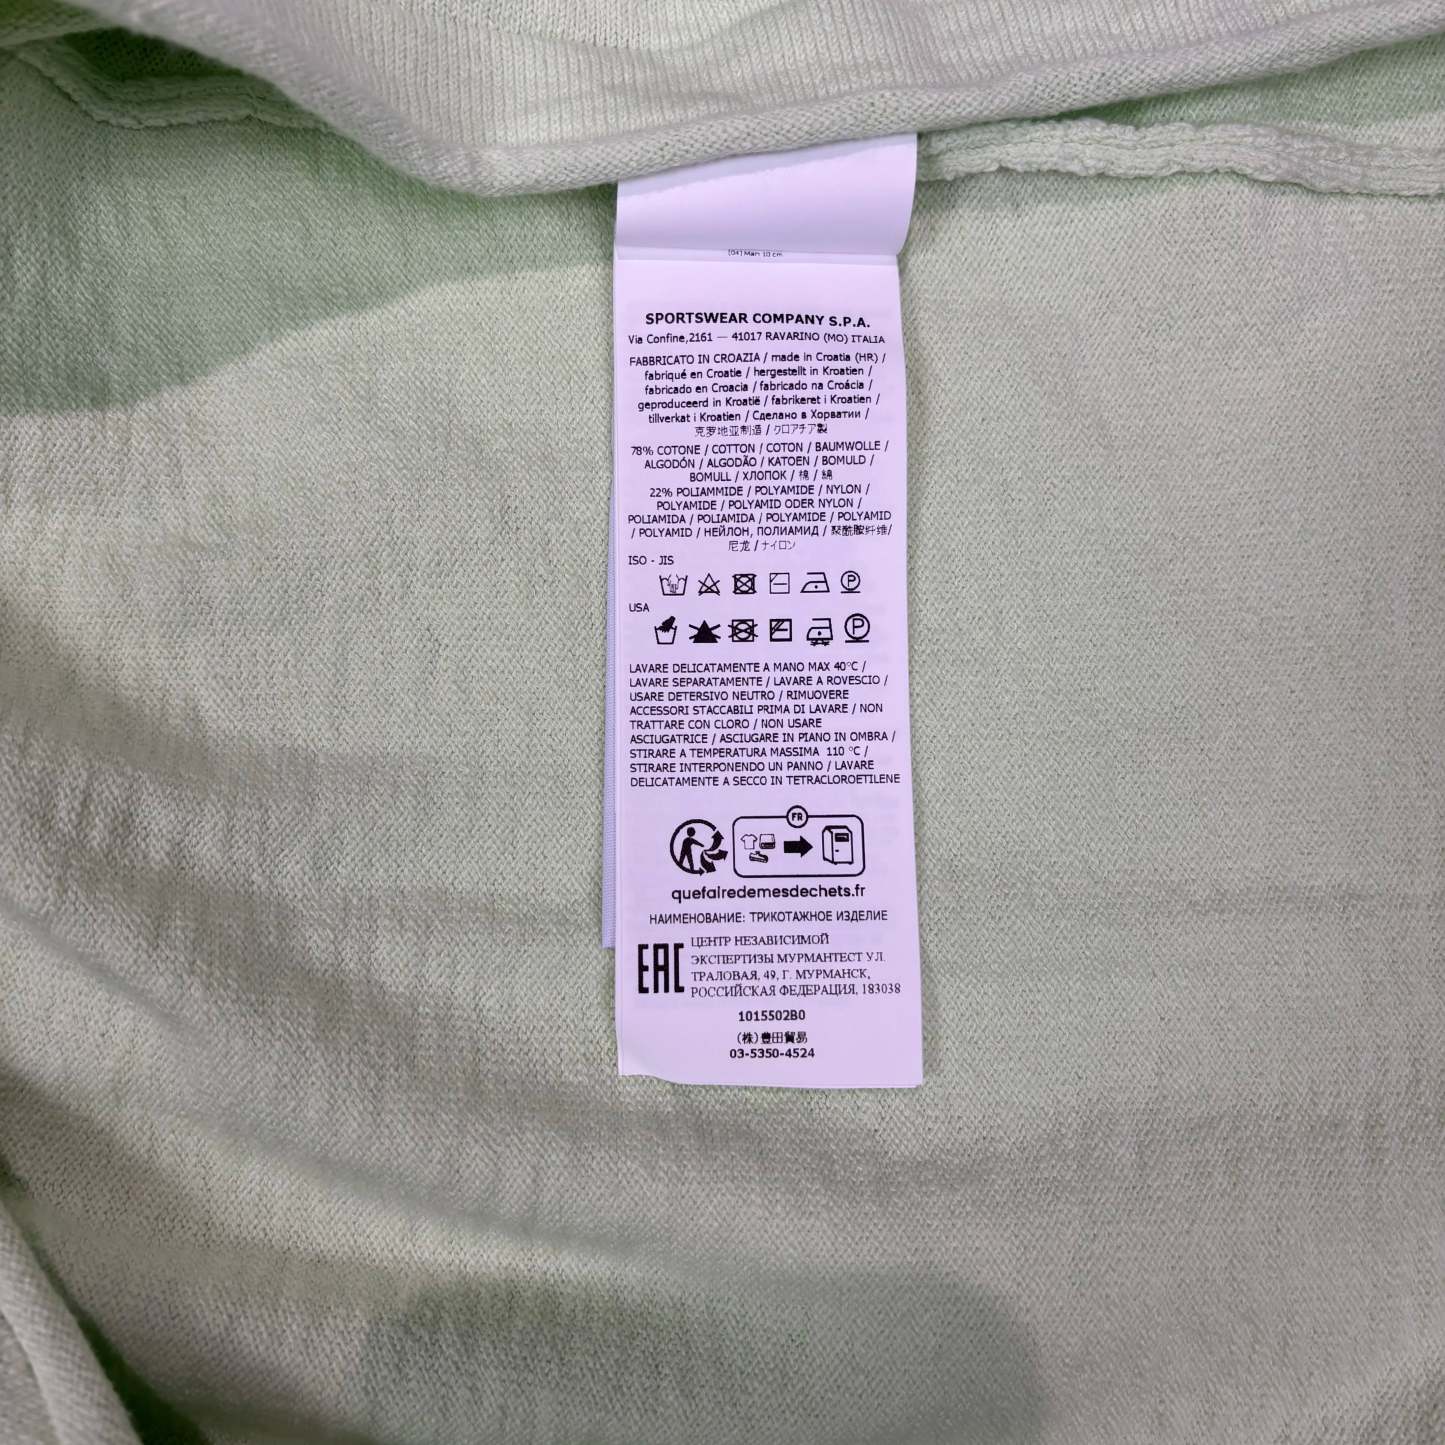 [04] Man 10 cm
SPORTSWEAR COMPANY S.P.A.
Via Confine,2161 — 41017 RAVARINO (MO) ITALIA
FABBRICATO IN CROAZIA / made in Croatia (HR) /
fabriqué en Croatie / hergestellt in Kroatien /
fabricado en Croacia / fabricado na Croácia /
geproduceerd in Kroatië / fabrikeret i Kroatien /
tillverkat i Kroatien / Сделано в Хорватии /
克罗地亚制造 / クロアチア製
78% COTONE / COTTON / COTON / BAUMWOLLE /
ALGODÓN / ALGODÃO / KATOEN / BOMULD /
BOMULL / ХЛОПОК / 棉 / 綿
22% POLIAMMIDE / POLYAMIDE / NYLON /
POLYAMIDE / POLYAMID ODER NYLON /
POLIAMIDA / POLIAMIDA / POLYAMIDE / POLYAMID
/ POLYAMID / НЕЙЛОН, ПОЛИАМИД / 聚酰胺纤维/
尼龙 / ナイロン
ISO - JIS
P
USA
P
LAVARE DELICATAMENTE A MANO MAX 40°C /
LAVARE SEPARATAMENTE / LAVARE A ROVESCIO /
USARE DETERSIVO NEUTRO / RIMUOVERE
ACCESSORI STACCABILI PRIMA DI LAVARE / NON
TRATTARE CON CLORO / NON USARE
ASCIUGATRICE / ASCIUGARE IN PIANO IN OMBRA /
STIRARE A TEMPERATURA MASSIMA 110 °C /
STIRARE INTERPONENDO UN PANNO / LAVARE
DELICATAMENTE A SECCO IN TETRACLOROETILENE
FR
quefairedemesdechets.fr
НАИМЕНОВАНИЕ: ТРИКОТАЖНОЕ ИЗДЕЛИЕ
EAC
ЦЕНТР НЕЗАВИСИМОЙ
ЭКСПЕРТИЗЫ МУРМАНТЕСТ УЛ.
ТРАЛОВАЯ, 49, Г. МУРМАНСК,
РОССИЙСКАЯ ФЕДЕРАЦИЯ, 183038
1015502B0
(株)豊田貿易
03-5350-4524